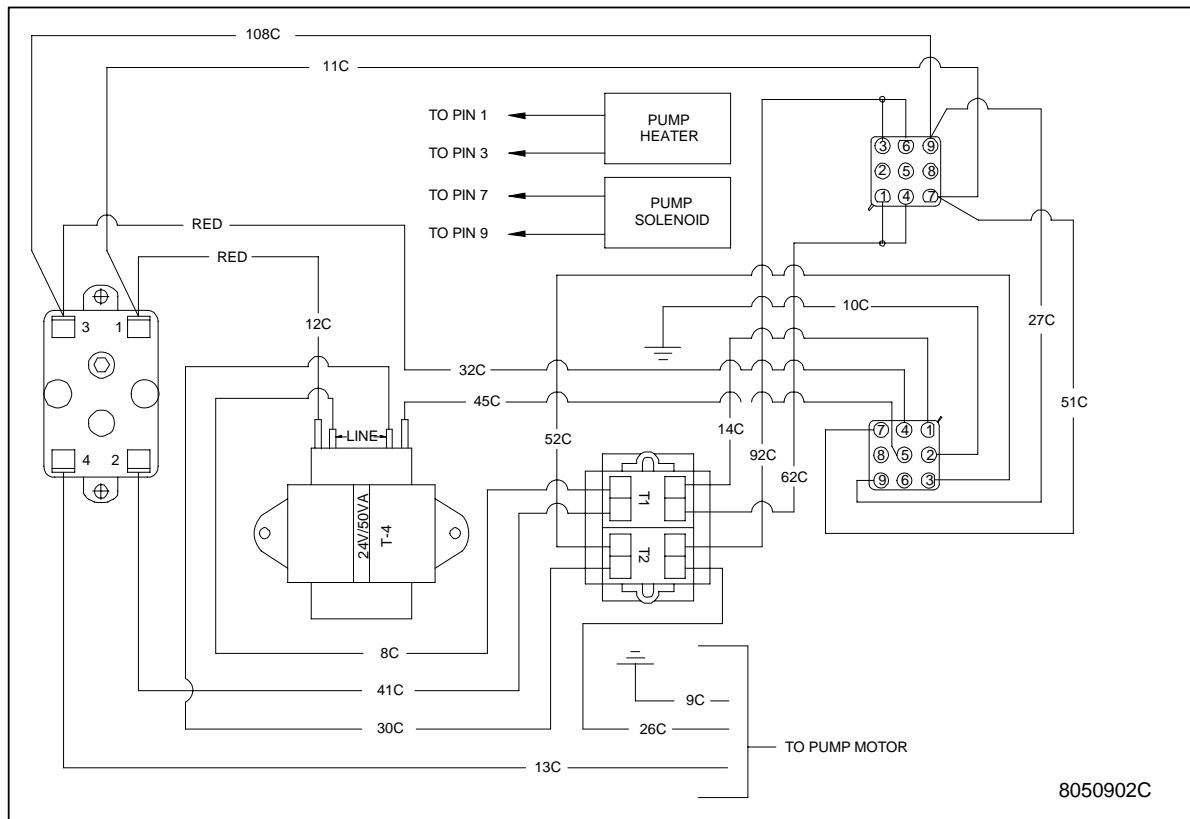 108C
11C
TO PIN 1
PUMP
HEATER
TO PIN 3
TO PIN 7
PUMP
SOLENOID
TO PIN 9
3 6 9
2 5 8
1 4 7
RED
RED
3 1
12C
10C
27C
32C
45C
51C
LINE
52C
14C
92C
62C
7 4 1
8 5 2
9 6 3
4 2
24V/50VA
T-4
T1
T2
8C
41C
9C
30C
26C
TO PUMP MOTOR
13C
8050902C